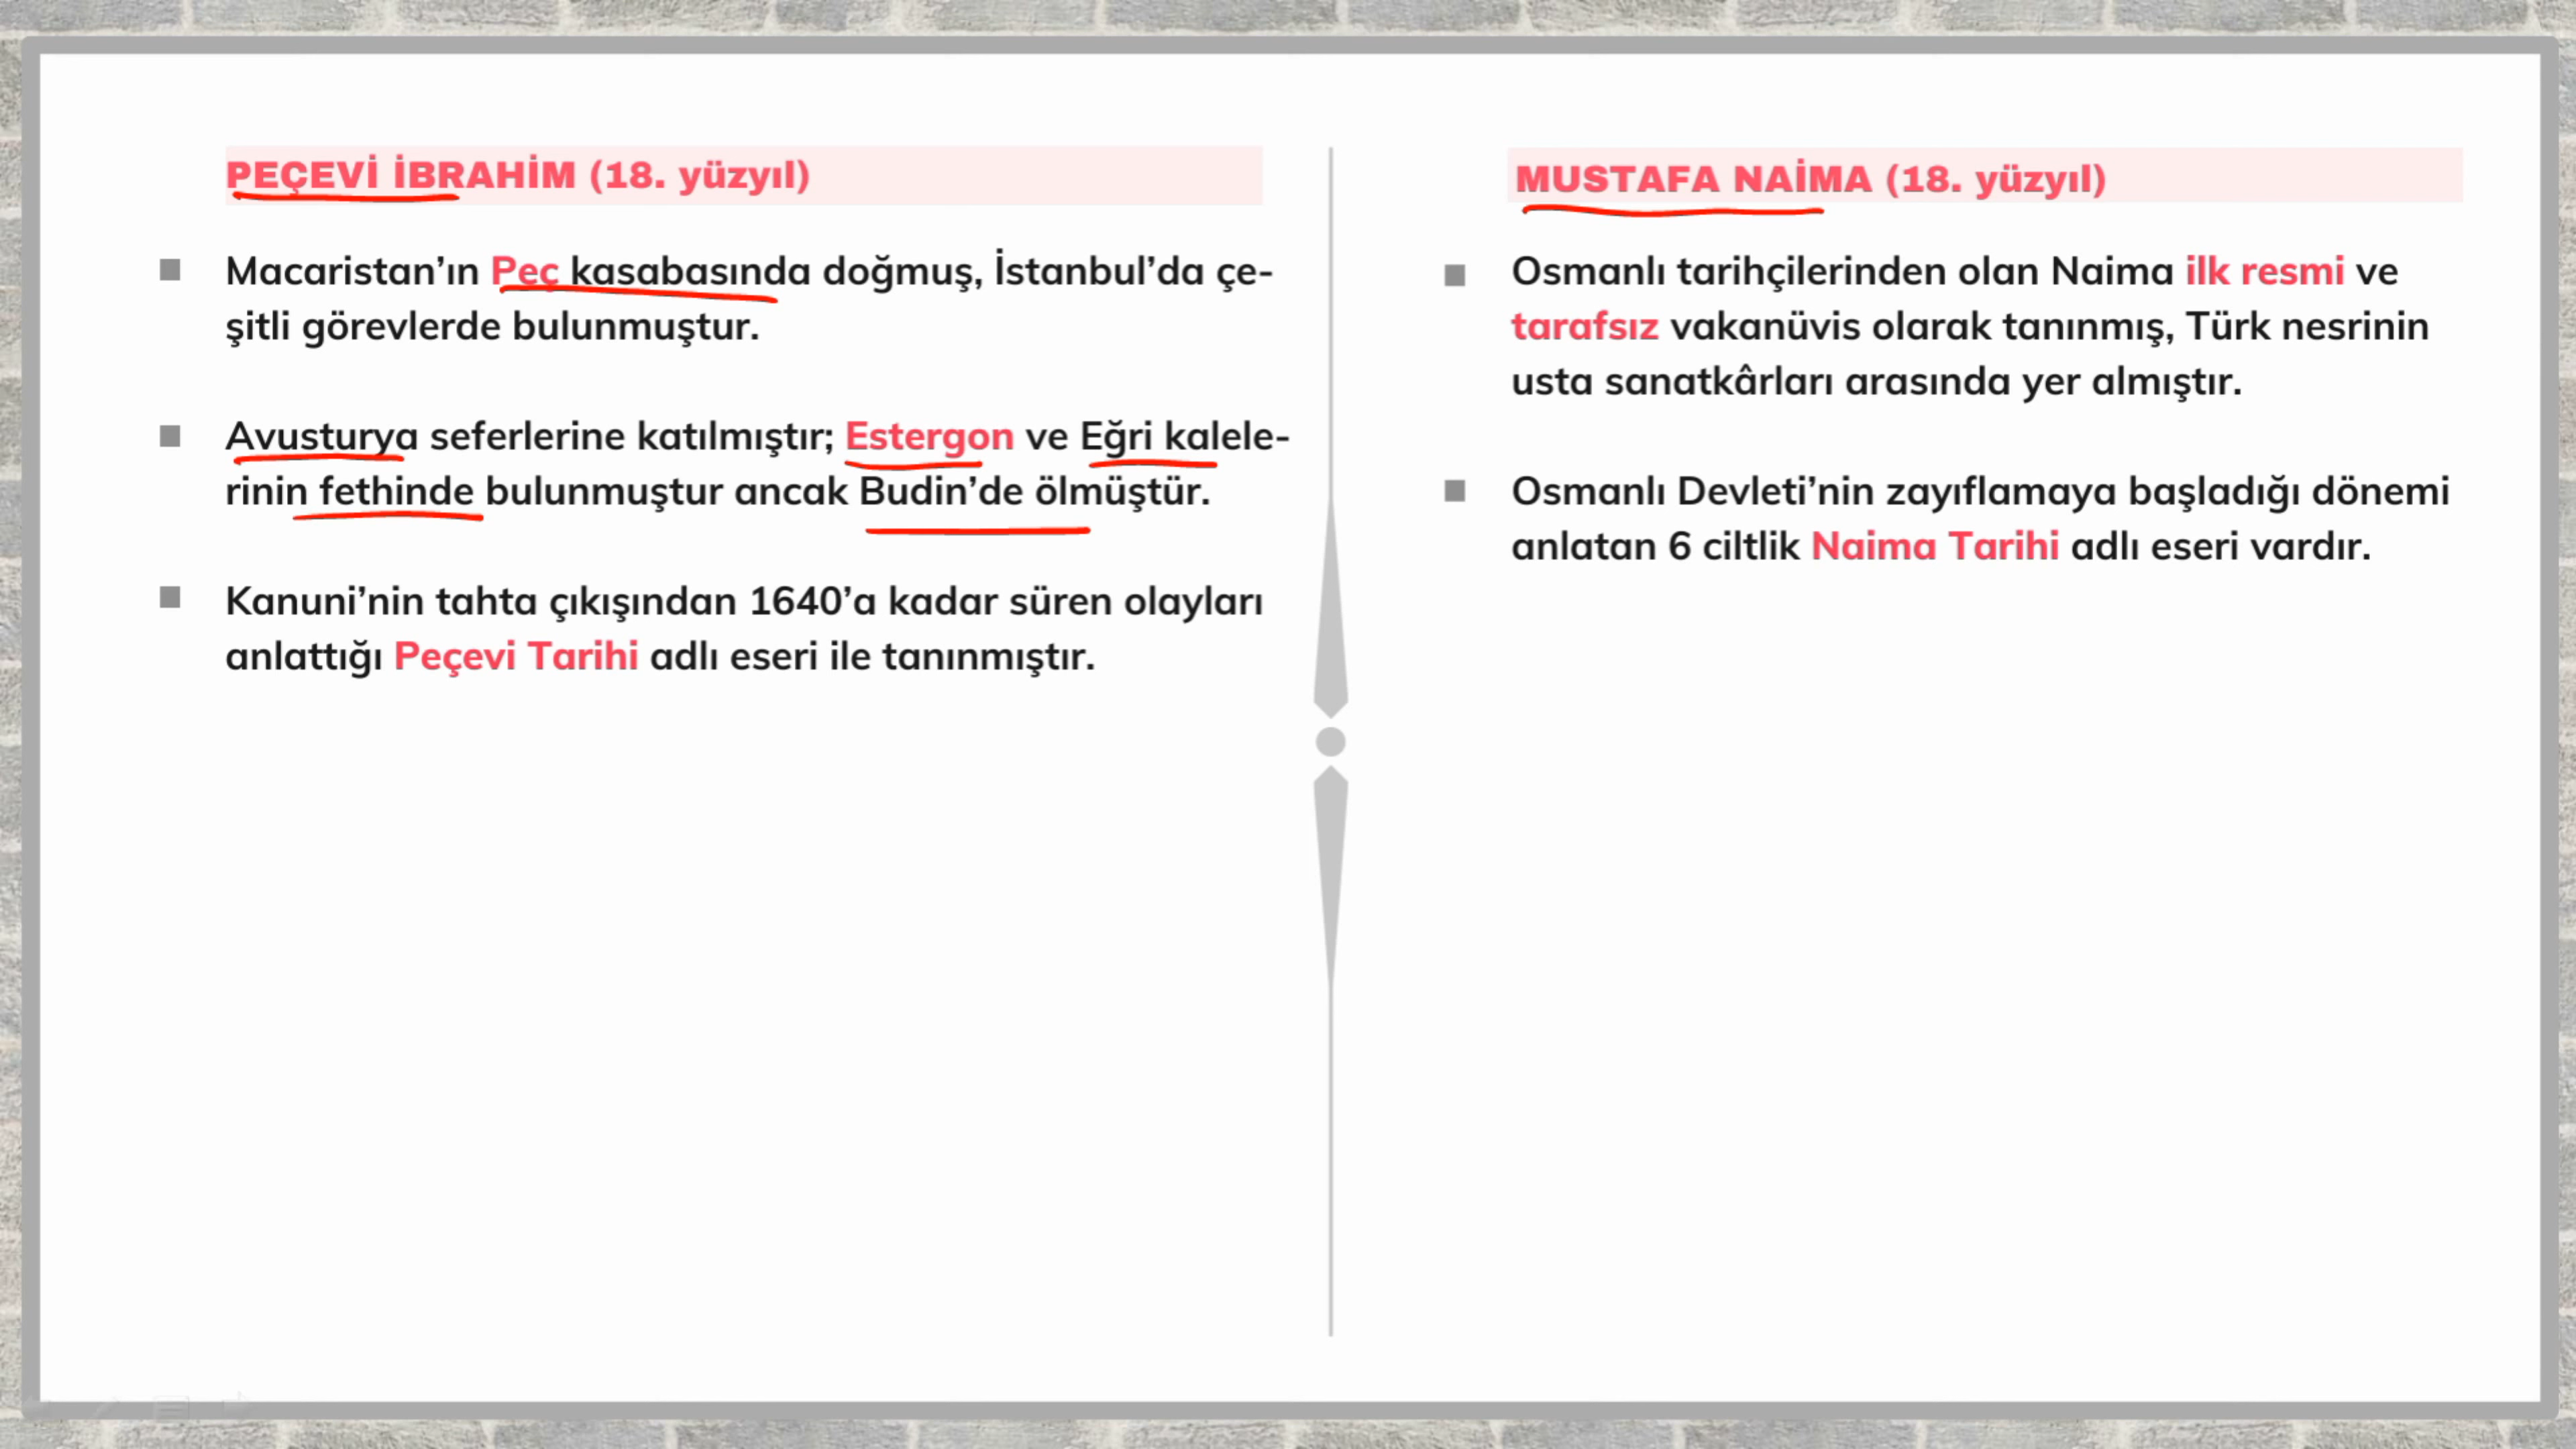 PEÇEVİ İBRAHİM (18. yüzyıl)
Macaristan’ın Peç kasabasında doğmuş, İstanbul’da çe-
şitli görevlerde bulunmuştur.
Avusturya seferlerine katılmıştır; Estergon ve Eğri kalele-
rinin fethinde bulunmuştur ancak Budin’de ölmüştür.
Kanuni’nin tahta çıkışından 1640’a kadar süren olayları
anlattığı Peçevi Tarihi adlı eseri ile tanınmıştır.
MUSTAFA NAİMA (18. yüzyıl)
Osmanlı tarihçilerinden olan Naima ilk resmi ve
tarafsız vakanüvis olarak tanınmış, Türk nesrinin
usta sanatkârları arasında yer almıştır.
Osmanlı Devleti’nin zayıflamaya başladığı dönemi
anlatan 6 ciltlik Naima Tarihi adlı eseri vardır.